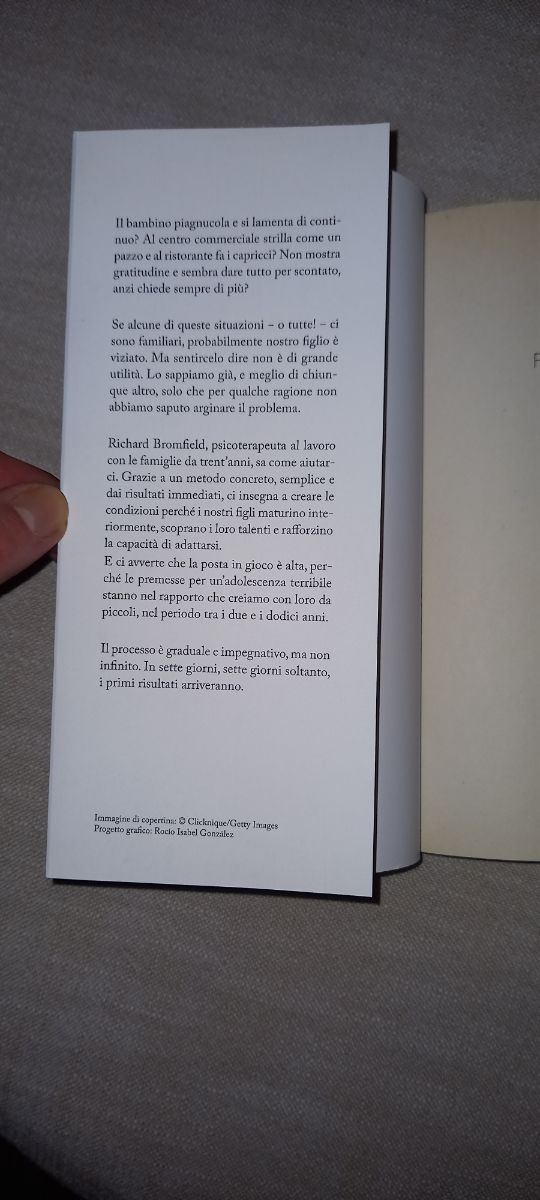 Il bambino piagnucola e si lamenta di conti-
nuo? Al centro commerciale strilla come un
pazzo e al ristorante fa i capricci? Non mostra
gratitudine e sembra dare tutto per scontato,
anzi chiede sempre di più?
Se alcune di queste situazioni – o tutte! – ci
sono familiari, probabilmente nostro figlio è
viziato. Ma sentircelo dire non è di grande
utilità. Lo sappiamo già, e meglio di chiun-
que altro, solo che per qualche ragione non
abbiamo saputo arginare il problema.
Richard Bromfield, psicoterapeuta al lavoro
con le famiglie da trent'anni, sa come aiutar-
ci. Grazie a un metodo concreto, semplice e
dai risultati immediati, ci insegna a creare le
condizioni perché i nostri figli maturino inte-
riormente, scoprano i loro talenti e rafforzino
la capacità di adattarsi.
E ci avverte che la posta in gioco è alta, per-
ché le premesse per un'adolescenza terribile
stanno nel rapporto che creiamo con loro da
piccoli, nel periodo tra i due e i dodici anni.
Il processo è graduale e impegnativo, ma non
infinito. In sette giorni, sette giorni soltanto,
i primi risultati arriveranno.
Immagine di copertina: © Clicknique/Getty Images
Progetto grafico: Rocío Isabel González